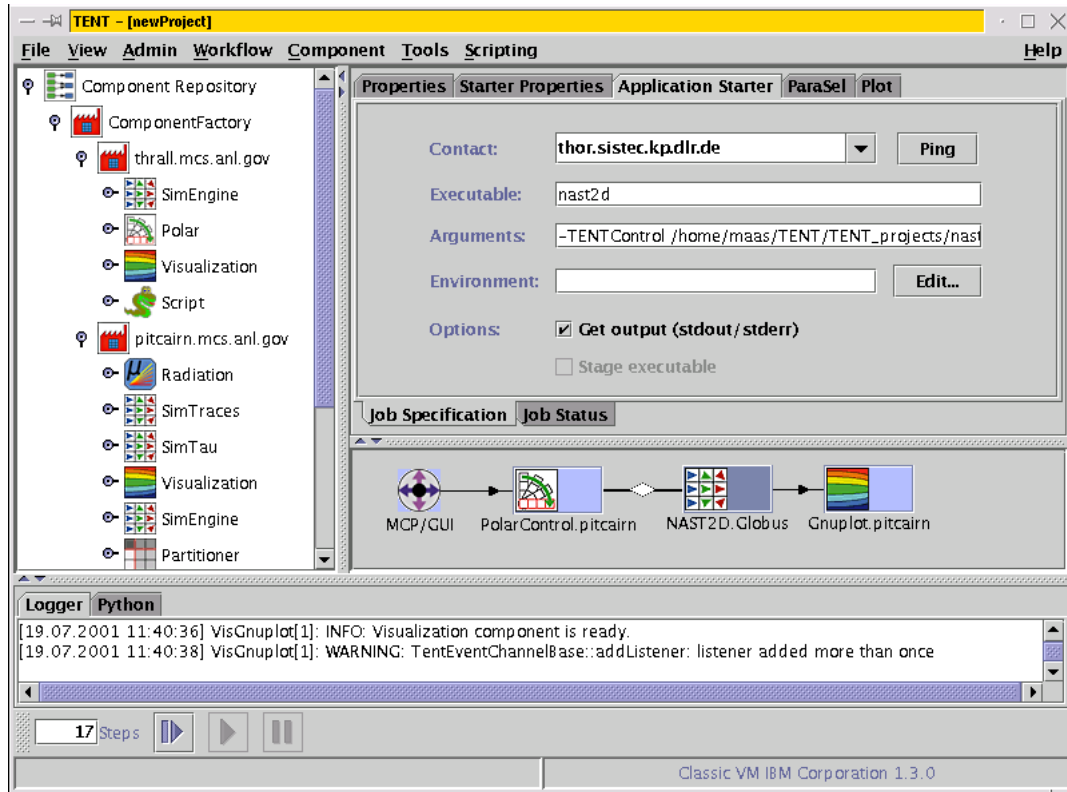 TENT – [newProject]
File View Admin Workflow Component Tools Scripting Help
Component Repository
ComponentFactory
thrall.mcs.anl.gov
SimEngine
Polar
Visualization
Script
pitcairn.mcs.anl.gov
μ
Radiation
SimTraces
SimTau
Visualization
SimEngine
Partitioner
Properties Starter Properties Application Starter ParaSel Plot
Contact: thor.sistec.kp.dlr.de Ping
Executable: nast2d
Arguments: –TENTControl /home/maas/TENT/TENT_projects/nast
Environment: Edit...
Options: Get output (stdout/stderr)
Stage executable
Job Specification Job Status
MCP/GUI PolarControl.pitcairn NAST2D.Globus Gnuplot.pitcairn
Logger Python
[19.07.2001 11:40:36] VisGnuplot[1]: INFO: Visualization component is ready.
[19.07.2001 11:40:38] VisGnuplot[1]: WARNING: TentEventChannelBase::addListener: listener added more than once
17 Steps
Classic VM IBM Corporation 1.3.0